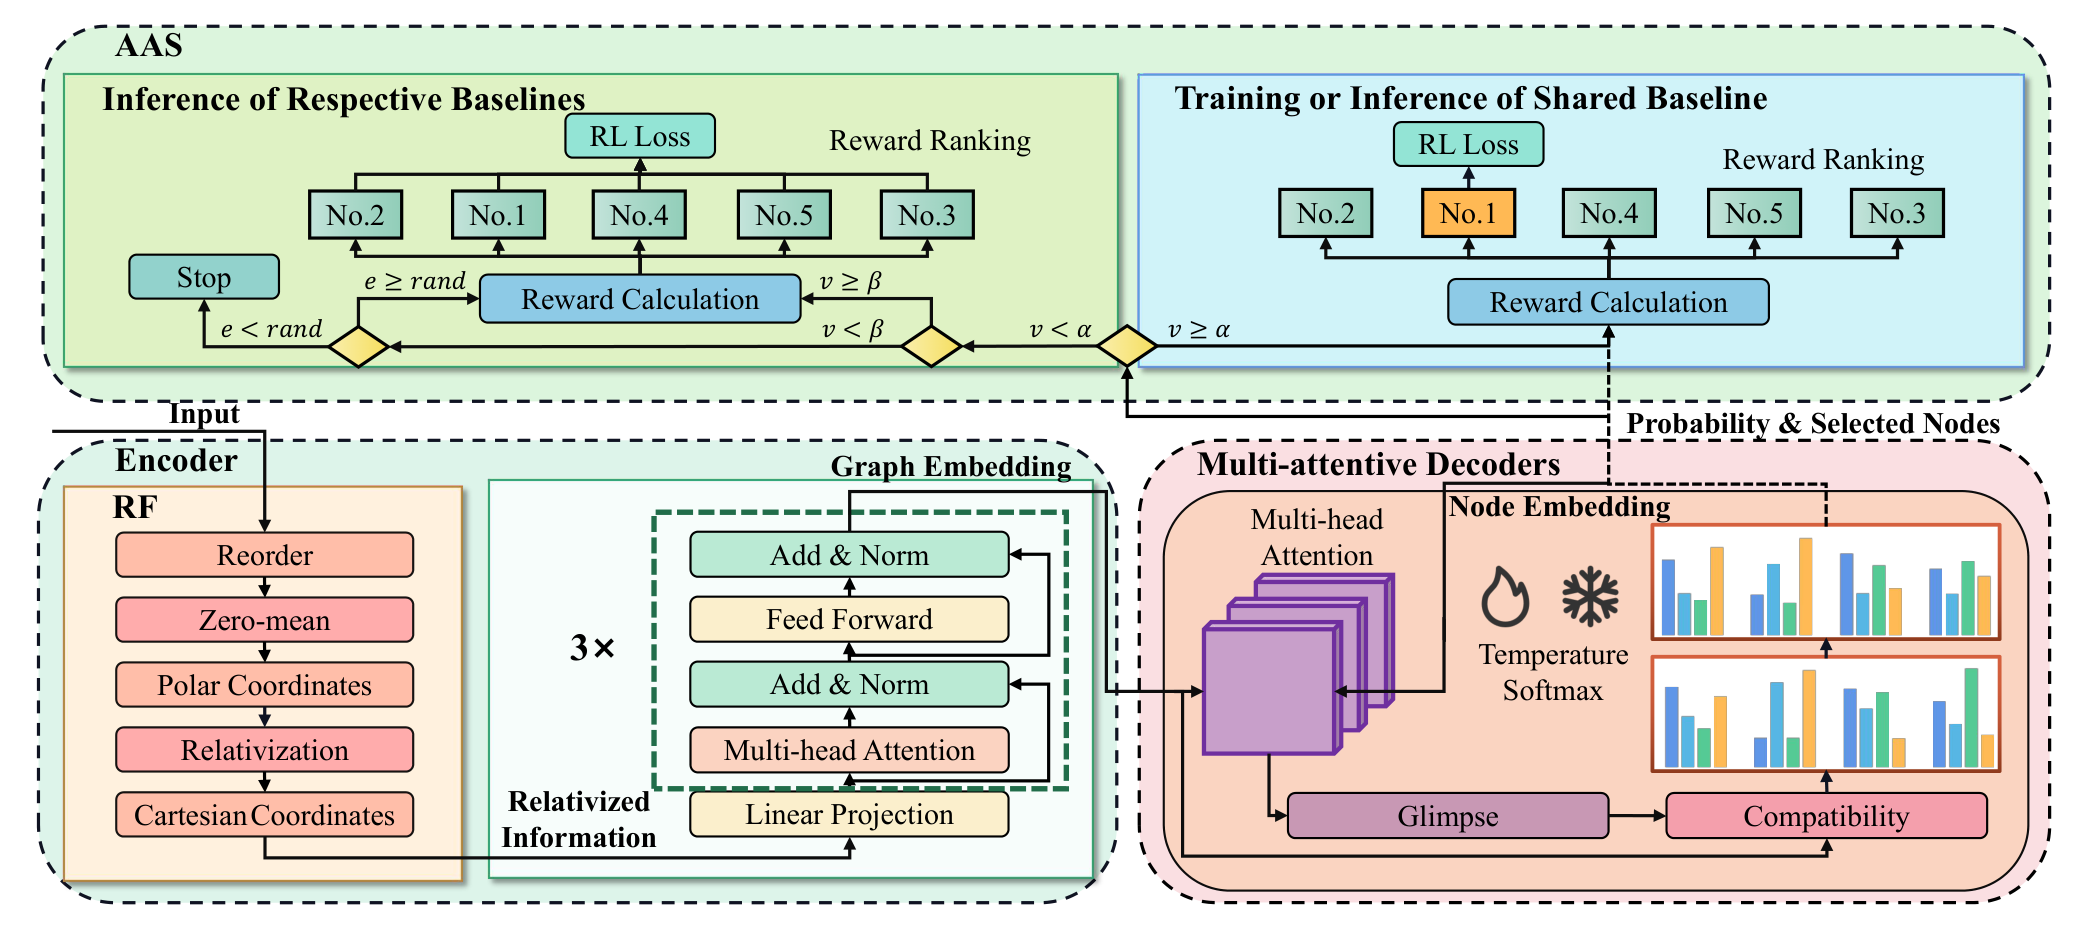 AAS
Inference of Respective Baselines
RL Loss
Reward Ranking
No.2
No.1
No.4
No.5
No.3
Stop
e ≥ rand
Reward Calculation
v ≥ β
e < rand
v < β
v < α
Training or Inference of Shared Baseline
RL Loss
Reward Ranking
No.2
No.1
No.4
No.5
No.3
Reward Calculation
v ≥ α
Input
Probability & Selected Nodes
Encoder
RF
Reorder
Zero-mean
Polar Coordinates
Relativization
Cartesian Coordinates
Graph Embedding
3×
Add & Norm
Feed Forward
Add & Norm
Multi-head Attention
Linear Projection
Relativized
Information
Multi-attentive Decoders
Node Embedding
Multi-head
Attention
Temperature
Softmax
Glimpse
Compatibility